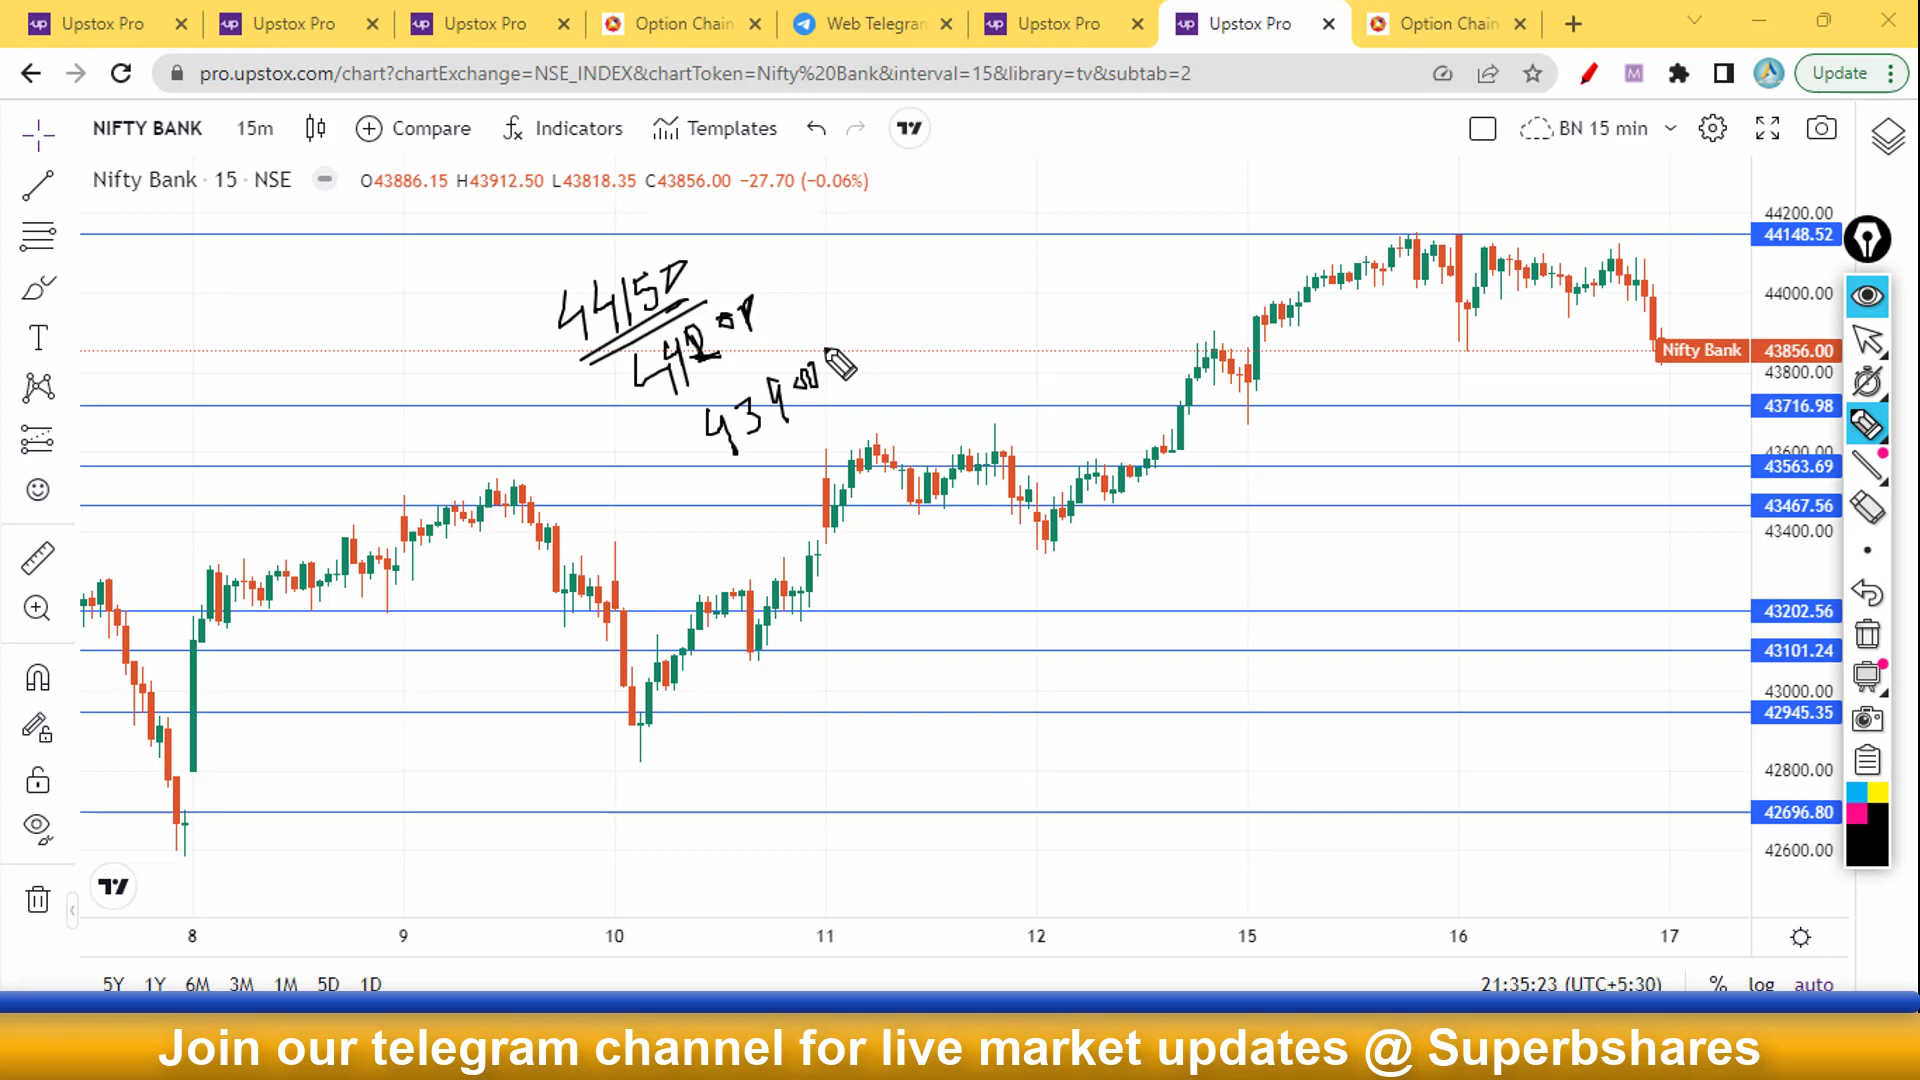 Upstox Pro
Upstox Pro
Upstox Pro
Option Chain
Web Telegram
Upstox Pro
Upstox Pro
Option Chain
pro.upstox.com/chart?chartExchange=NSE_INDEX&chartToken=Nifty%20Bank&interval=15&library=tv&subtab=2
M
Update
NIFTY BANK
15m
Compare
Indicators
Templates
BN 15 min
Nifty Bank · 15 · NSE
O43886.15 H43912.50 L43818.35 C43856.00 −27.70 (−0.06%)
44150
44200.00
44148.52
44000.00
Nifty Bank 43856.00
43800.00
43716.98
43600.00
43563.69
43467.56
43400.00
43202.56
43101.24
43000.00
42945.35
42800.00
42696.80
42600.00
8 9 10 11 12 15 16 17
5Y 1Y 6M 3M 1M 5D 1D
21:35:23 (UTC+5:30) % log auto
Join our telegram channel for live market updates @ Superbshares